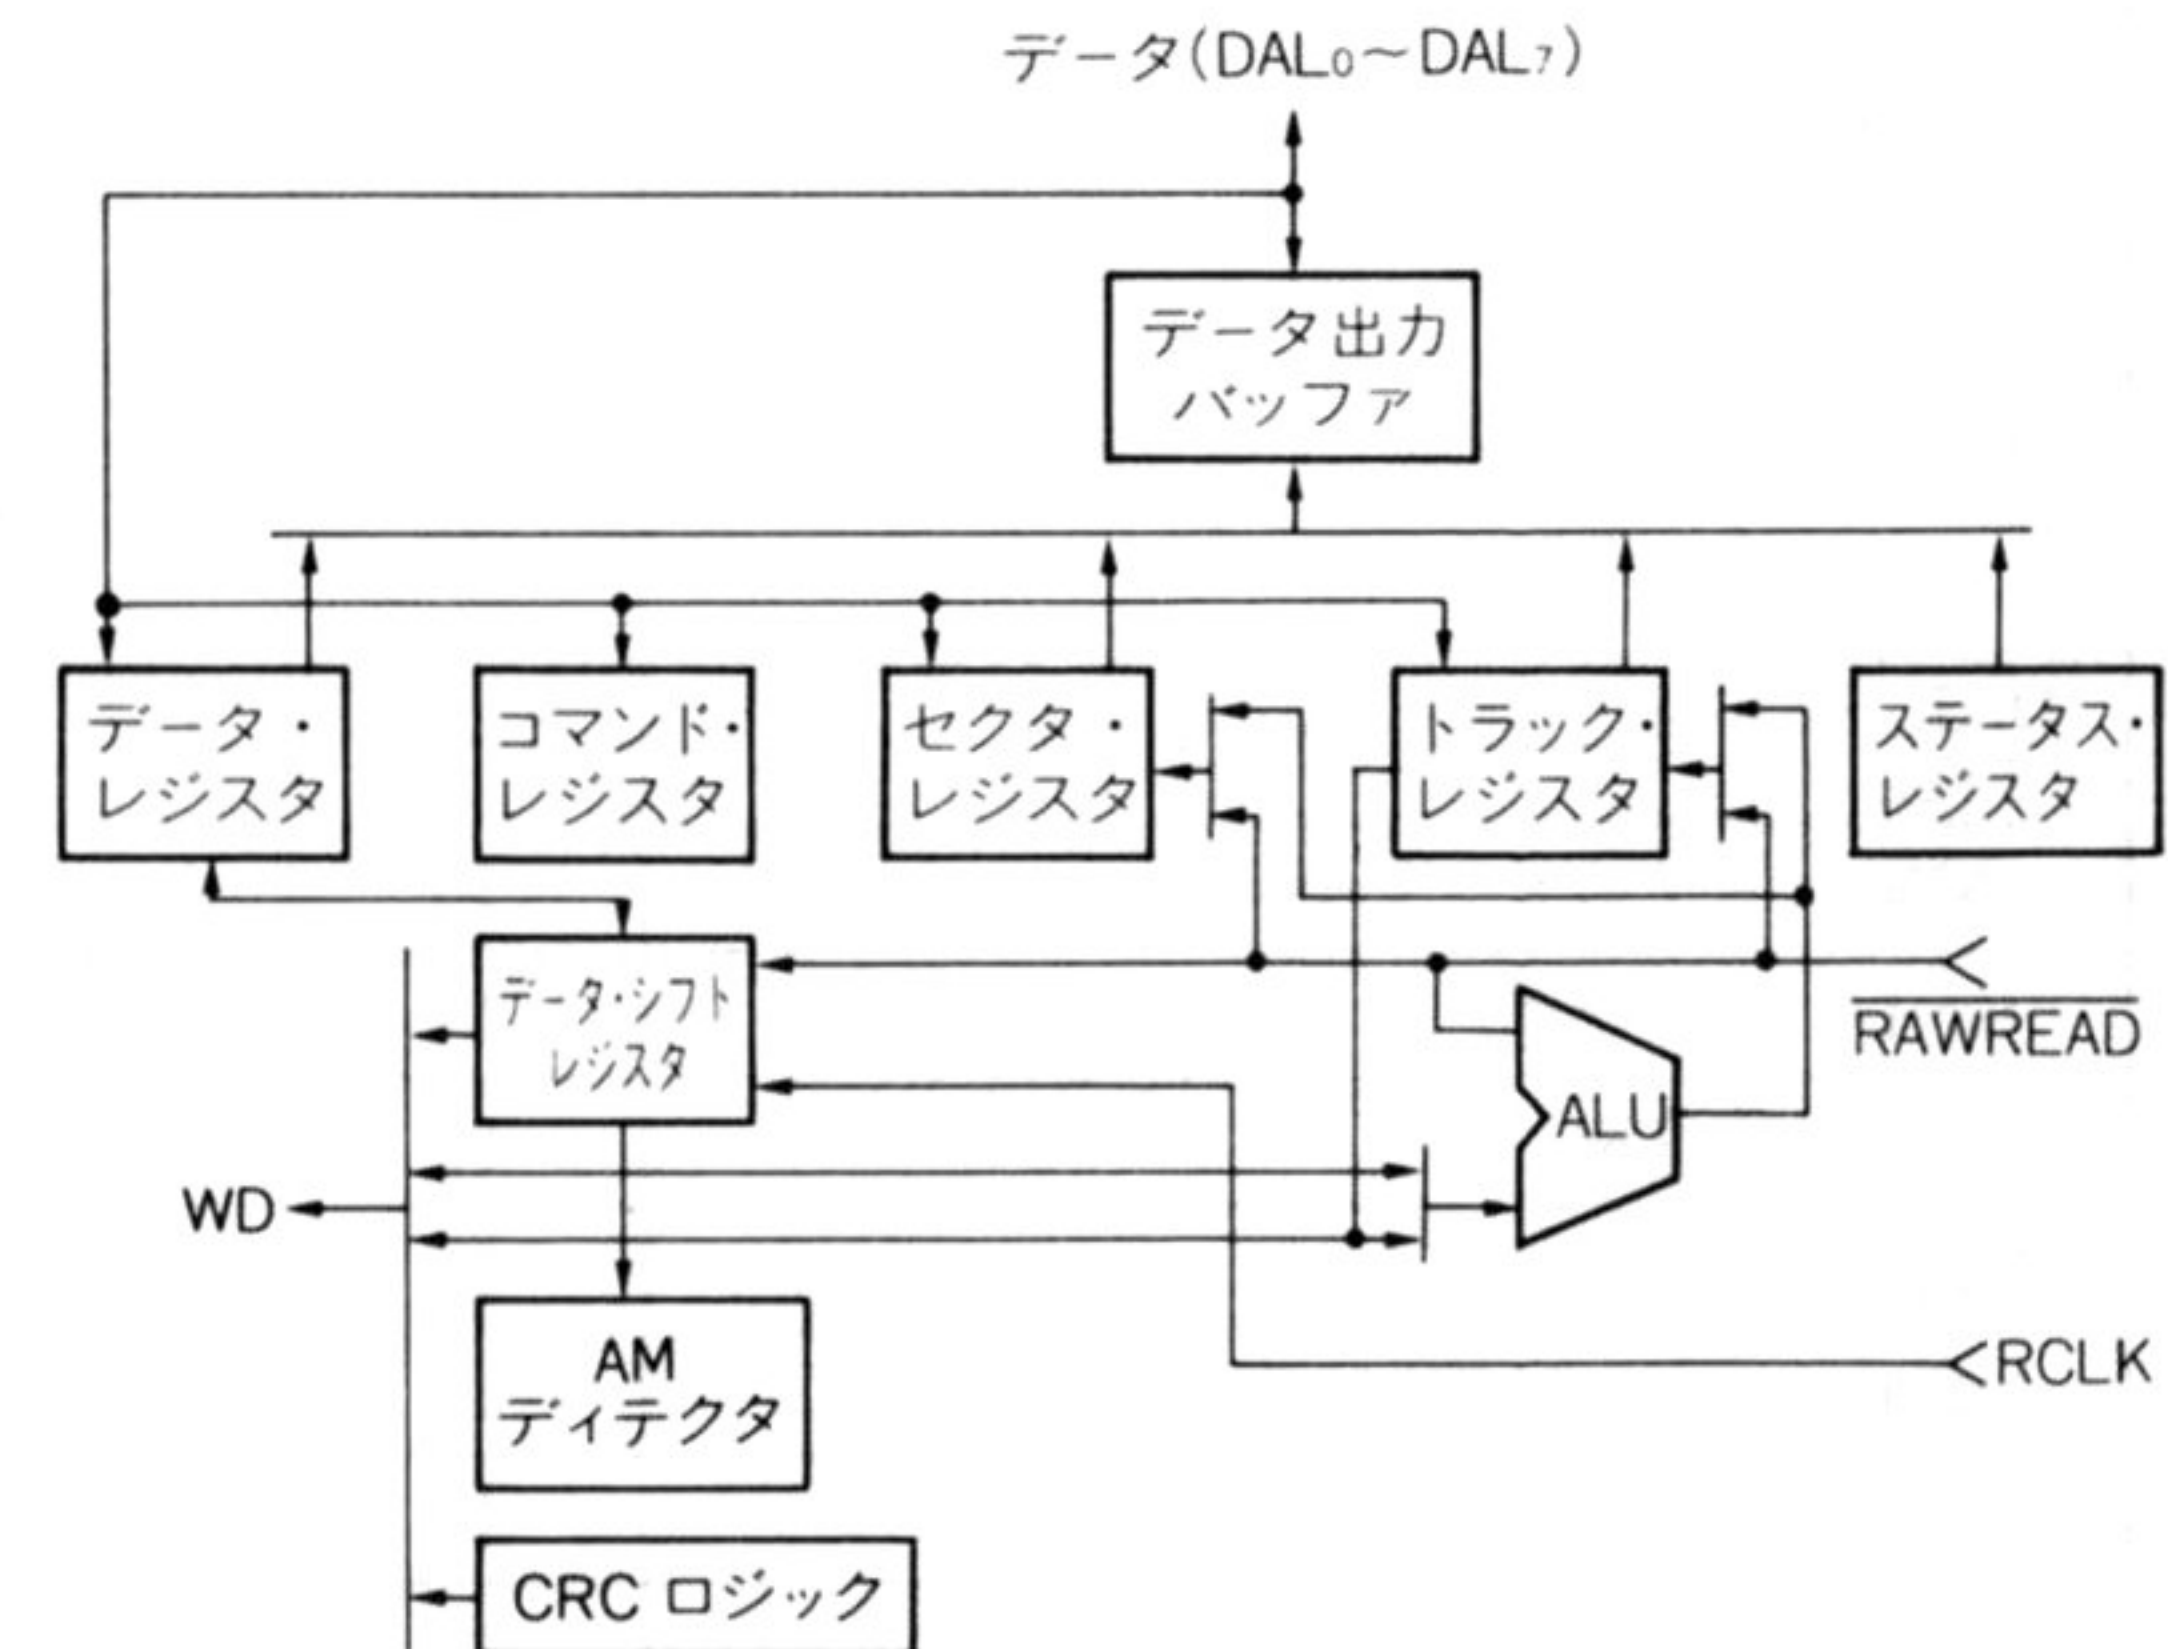 データ(DAL₀～DAL₇)
データ出力
バッファ
データ・
レジスタ
コマンド・
レジスタ
セクタ・
レジスタ
トラック・
レジスタ
ステータス・
レジスタ
データ・シフト
レジスタ
RAWREAD
ALU
WD
AM
ディテクタ
RCLK
CRC ロジック